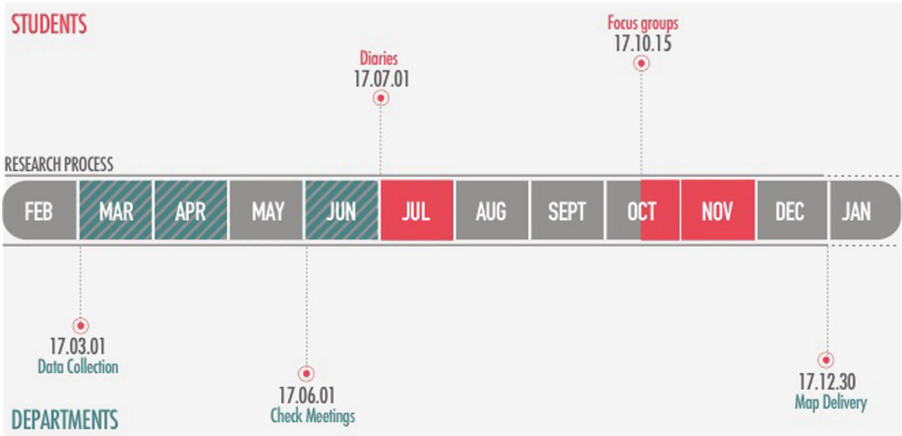 STUDENTS
Focus groups
17.10.15
Diaries
17.07.01
RESEARCH PROCESS
FEB MAR APR MAY JUN JUL AUG SEPT OCT NOV DEC JAN
17.03.01
Data Collection
17.06.01
Check Meetings
17.12.30
Map Delivery
DEPARTMENTS